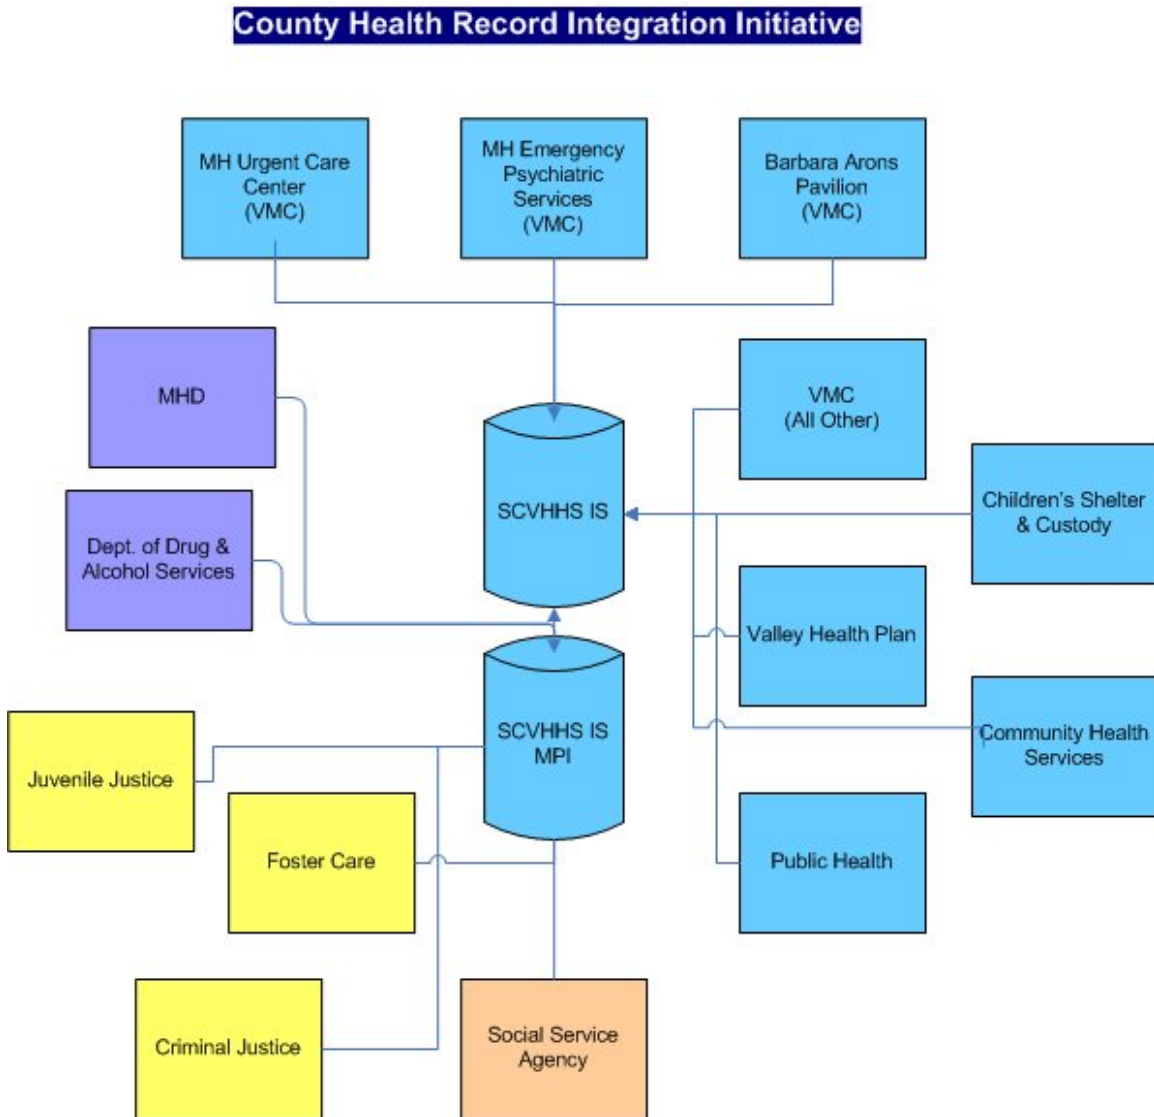 County Health Record Integration Initiative
MH Urgent Care
Center
(VMC)
MH Emergency
Psychiatric
Services
(VMC)
Barbara Arons
Pavilion
(VMC)
MHD
VMC
(All Other)
Dept. of Drug &
Alcohol Services
SCVHHS IS
Children's Shelter
& Custody
Valley Health Plan
SCVHHS IS
MPI
Community Health
Services
Juvenile Justice
Foster Care
Public Health
Criminal Justice
Social Service
Agency